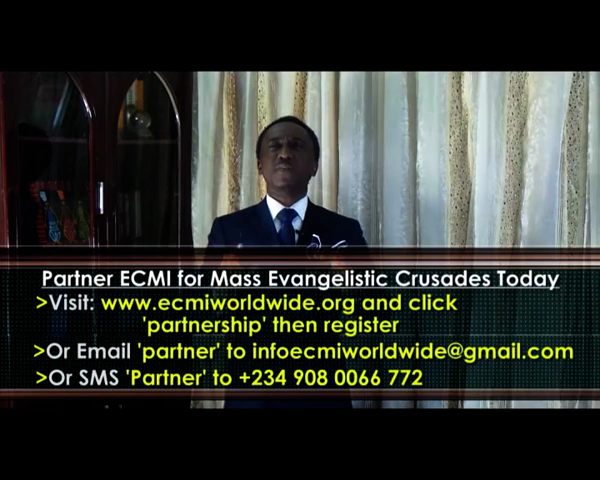 Partner ECMI for Mass Evangelistic Crusades Today
>Visit: www.ecmiworldwide.org and click
'partnership' then register
>Or Email 'partner' to infoecmiworldwide@gmail.com
>Or SMS 'Partner' to +234 908 0066 772